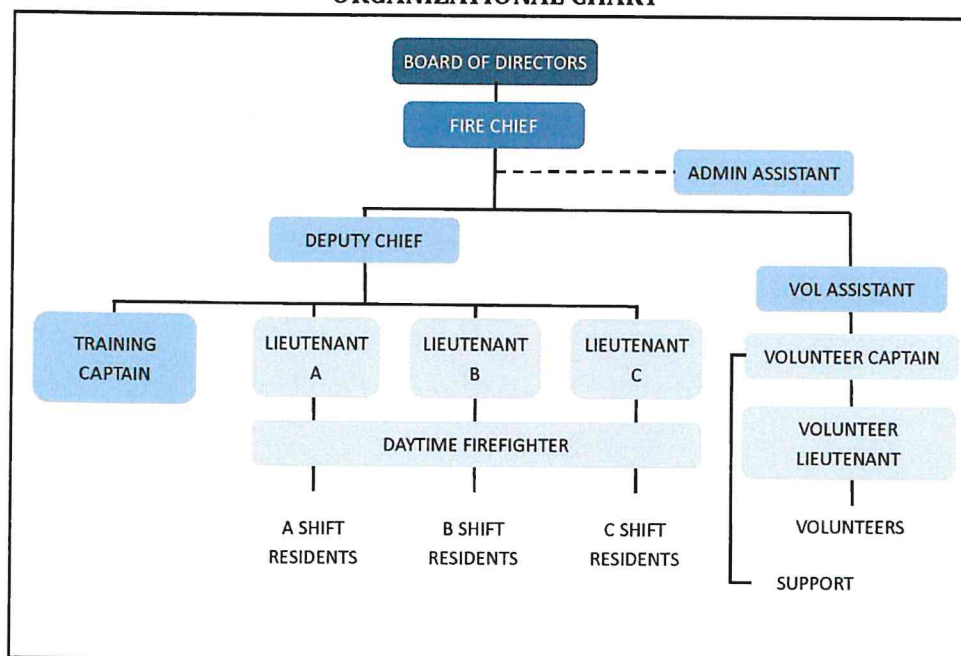 ORGANIZATIONAL CHART
BOARD OF DIRECTORS
FIRE CHIEF
ADMIN ASSISTANT
DEPUTY CHIEF
VOL ASSISTANT
TRAINING
CAPTAIN
LIEUTENANT
A
LIEUTENANT
B
LIEUTENANT
C
VOLUNTEER CAPTAIN
DAYTIME FIREFIGHTER
VOLUNTEER
LIEUTENANT
A SHIFT
RESIDENTS
B SHIFT
RESIDENTS
C SHIFT
RESIDENTS
VOLUNTEERS
SUPPORT